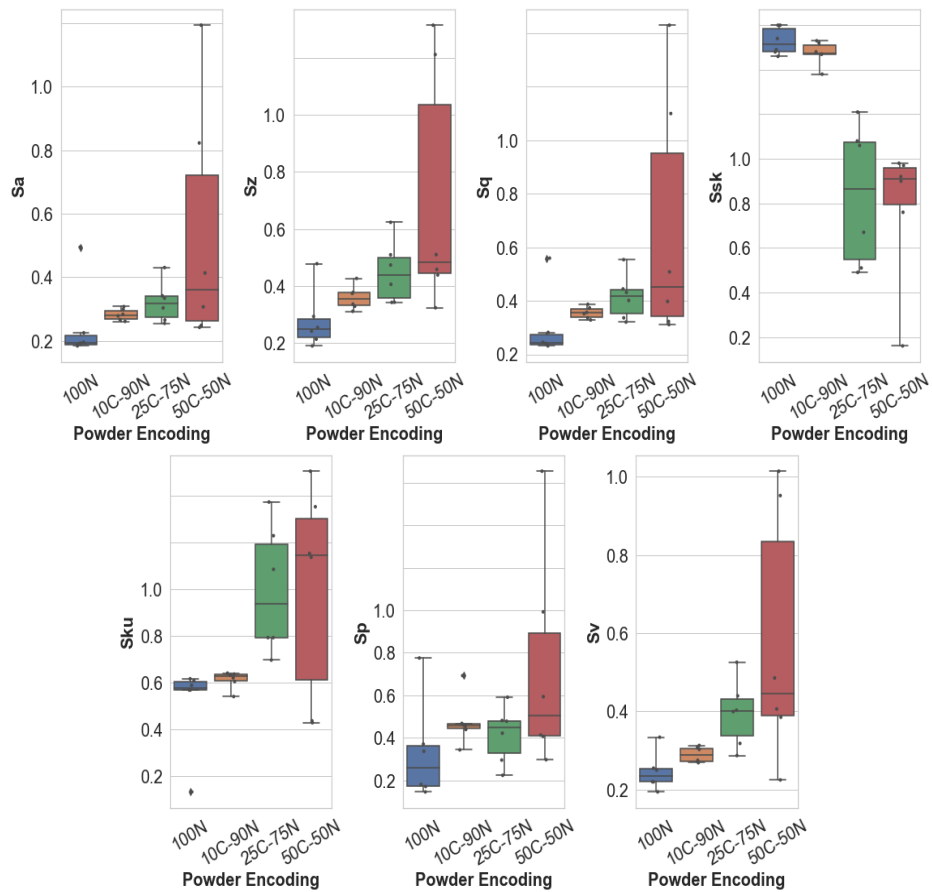 Sa
1.0
0.8
0.6
0.4
0.2
100N
10C-90N
25C-75N
50C-50N
Powder Encoding
Sz
1.0
0.8
0.6
0.4
0.2
100N
10C-90N
25C-75N
50C-50N
Powder Encoding
Sq
1.0
0.8
0.6
0.4
0.2
100N
10C-90N
25C-75N
50C-50N
Powder Encoding
Ssk
1.0
0.8
0.6
0.4
0.2
100N
10C-90N
25C-75N
50C-50N
Powder Encoding
Sku
1.0
0.8
0.6
0.4
0.2
100N
10C-90N
25C-75N
50C-50N
Powder Encoding
Sp
1.0
0.8
0.6
0.4
0.2
100N
10C-90N
25C-75N
50C-50N
Powder Encoding
Sv
1.0
0.8
0.6
0.4
0.2
100N
10C-90N
25C-75N
50C-50N
Powder Encoding